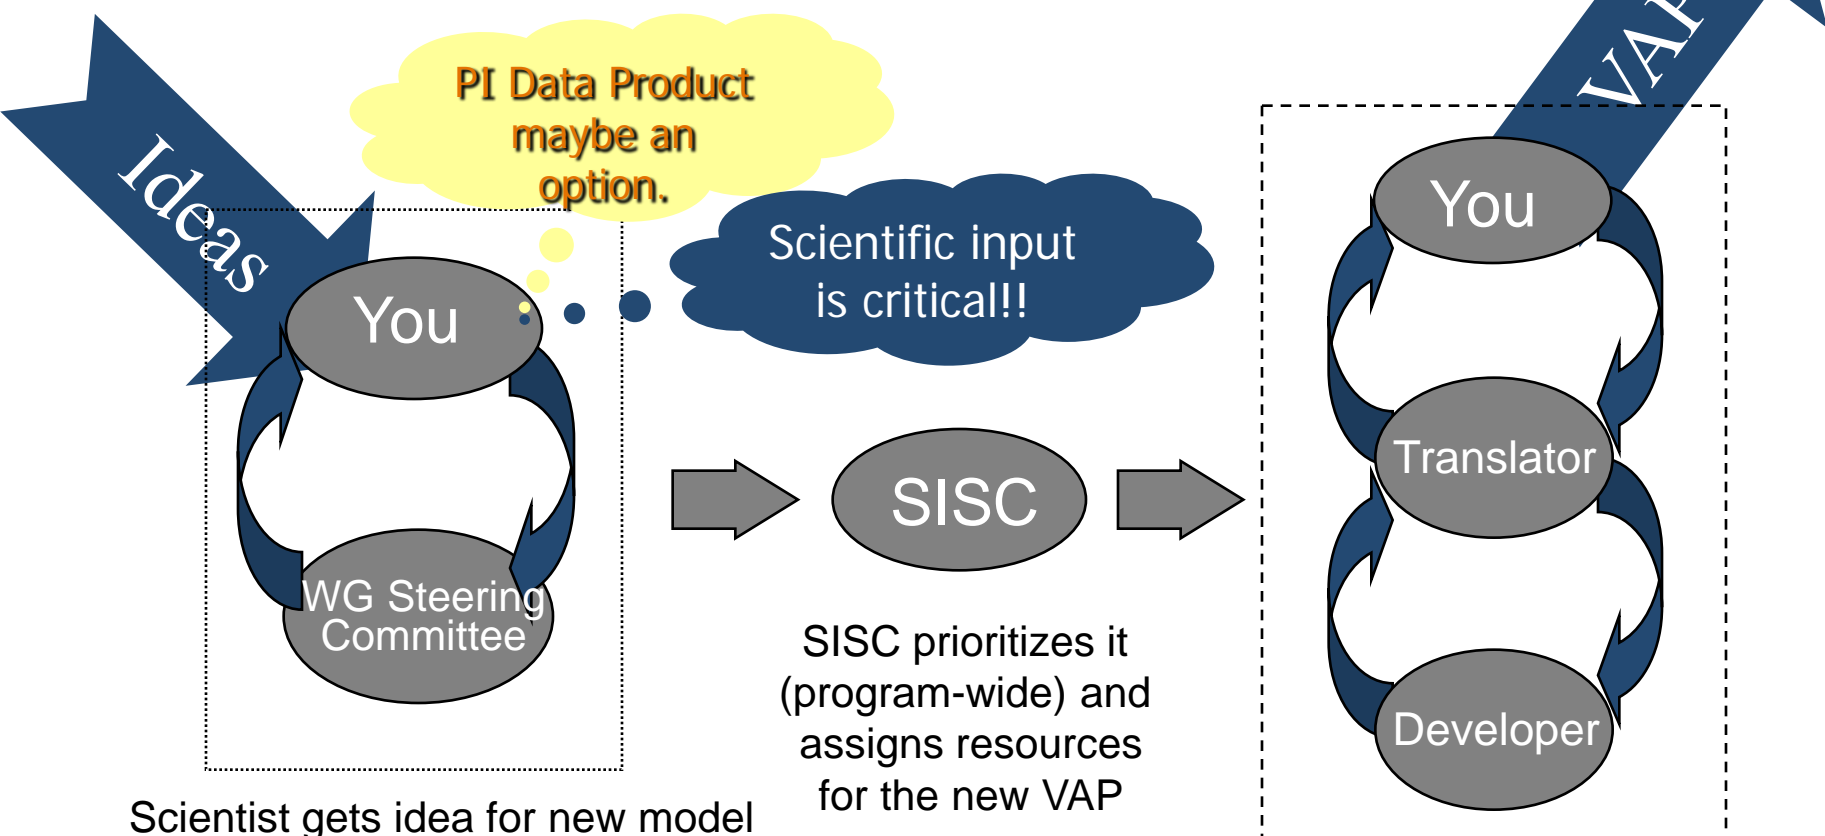 Ideas
PI Data Product
maybe an
option.
Scientific input
is critical!!
You
WG Steering
Committee
Scientist gets idea for new model
SISC
SISC prioritizes it
(program-wide) and
assigns resources
for the new VAP
VAP
You
Translator
Developer